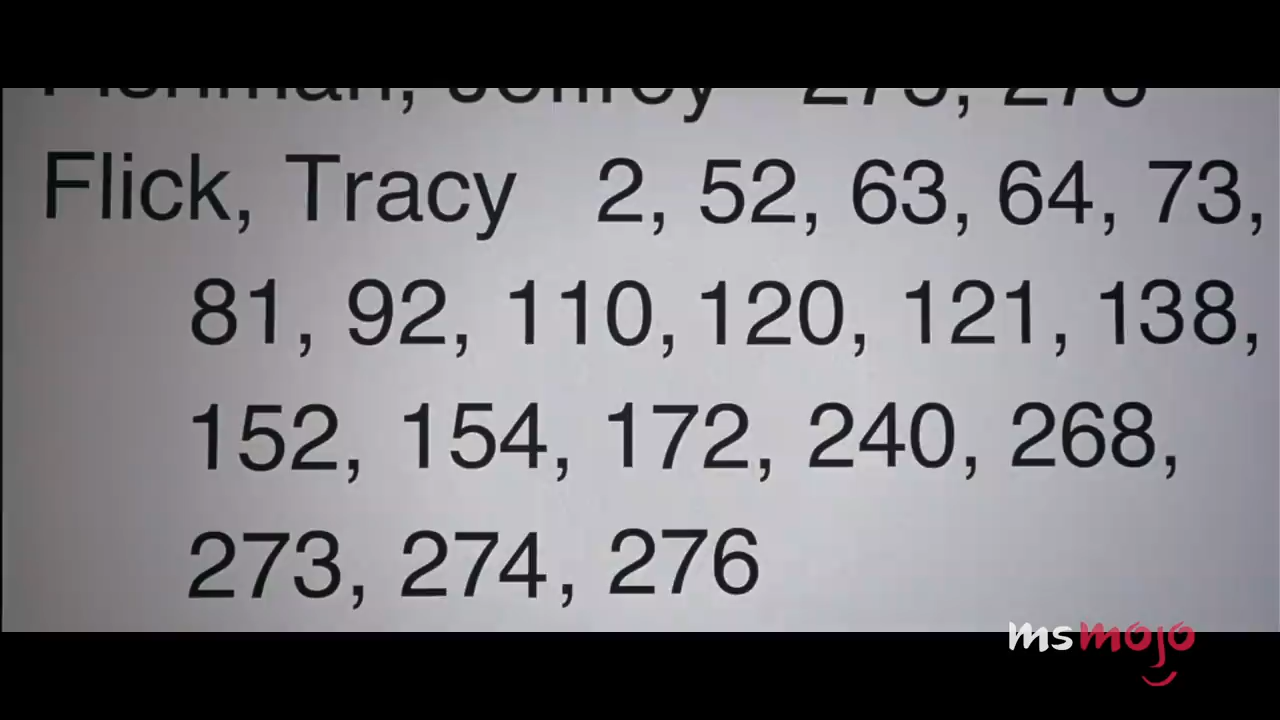 Flick, Tracy 2, 52, 63, 64, 73,
81, 92, 110, 120, 121, 138,
152, 154, 172, 240, 268,
273, 274, 276
msmojo